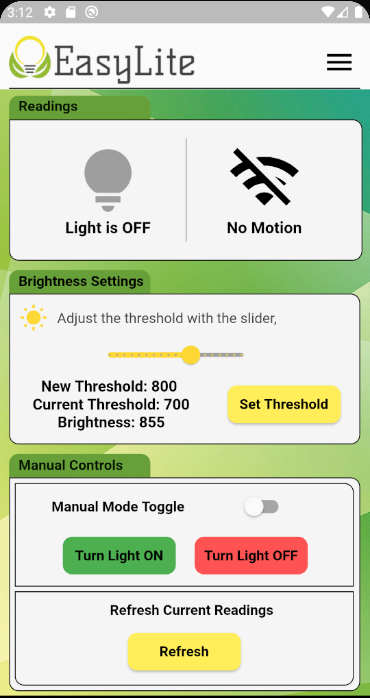 3:12
EasyLite
Readings
Light is OFF
No Motion
Brightness Settings
Adjust the threshold with the slider,
New Threshold: 800
Current Threshold: 700
Brightness: 855
Set Threshold
Manual Controls
Manual Mode Toggle
Turn Light ON
Turn Light OFF
Refresh Current Readings
Refresh